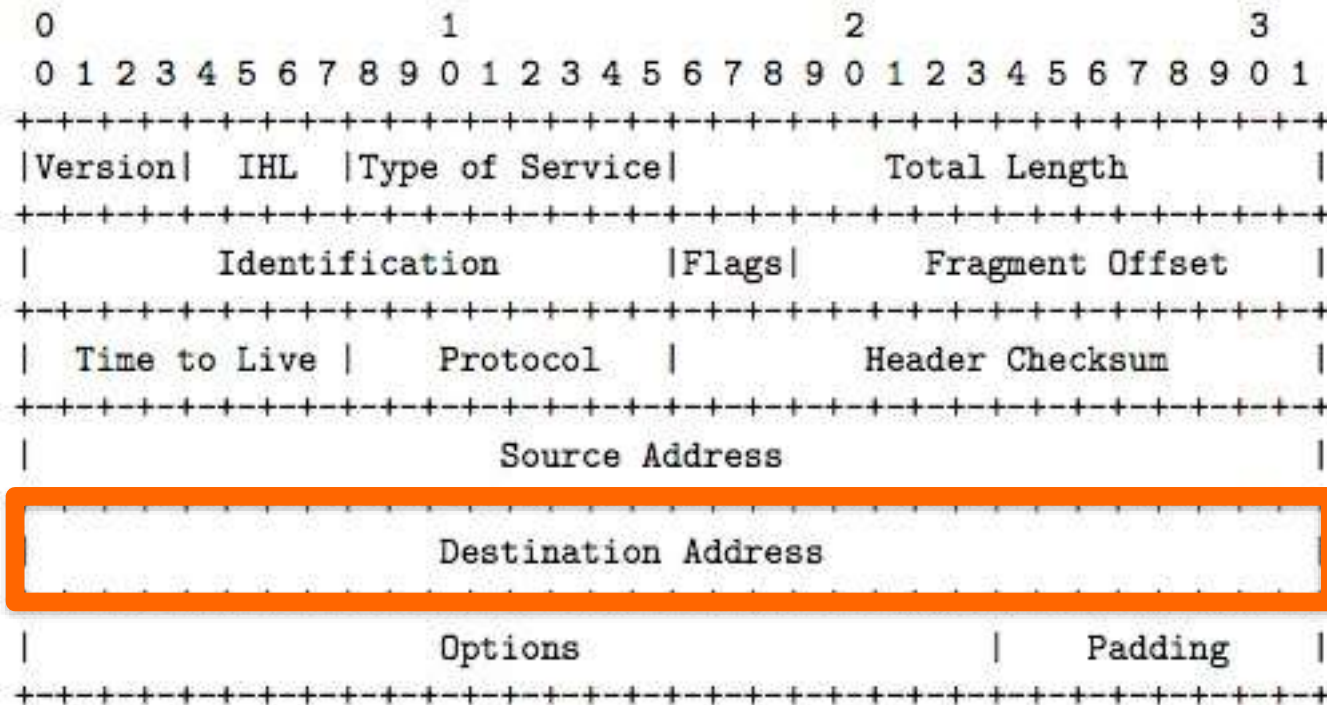 0                   1                   2                   3
0 1 2 3 4 5 6 7 8 9 0 1 2 3 4 5 6 7 8 9 0 1 2 3 4 5 6 7 8 9 0 1
+-+-+-+-+-+-+-+-+-+-+-+-+-+-+-+-+-+-+-+-+-+-+-+-+-+-+-+-+-+-+-+-+
|Version|  IHL  |Type of Service|          Total Length         |
+-+-+-+-+-+-+-+-+-+-+-+-+-+-+-+-+-+-+-+-+-+-+-+-+-+-+-+-+-+-+-+-+
|         Identification        |Flags|      Fragment Offset    |
+-+-+-+-+-+-+-+-+-+-+-+-+-+-+-+-+-+-+-+-+-+-+-+-+-+-+-+-+-+-+-+-+
|  Time to Live |    Protocol   |         Header Checksum       |
+-+-+-+-+-+-+-+-+-+-+-+-+-+-+-+-+-+-+-+-+-+-+-+-+-+-+-+-+-+-+-+-+
|                       Source Address                          |
|                    Destination Address                        |
|                    Options                    |    Padding    |
+-+-+-+-+-+-+-+-+-+-+-+-+-+-+-+-+-+-+-+-+-+-+-+-+-+-+-+-+-+-+-+-+